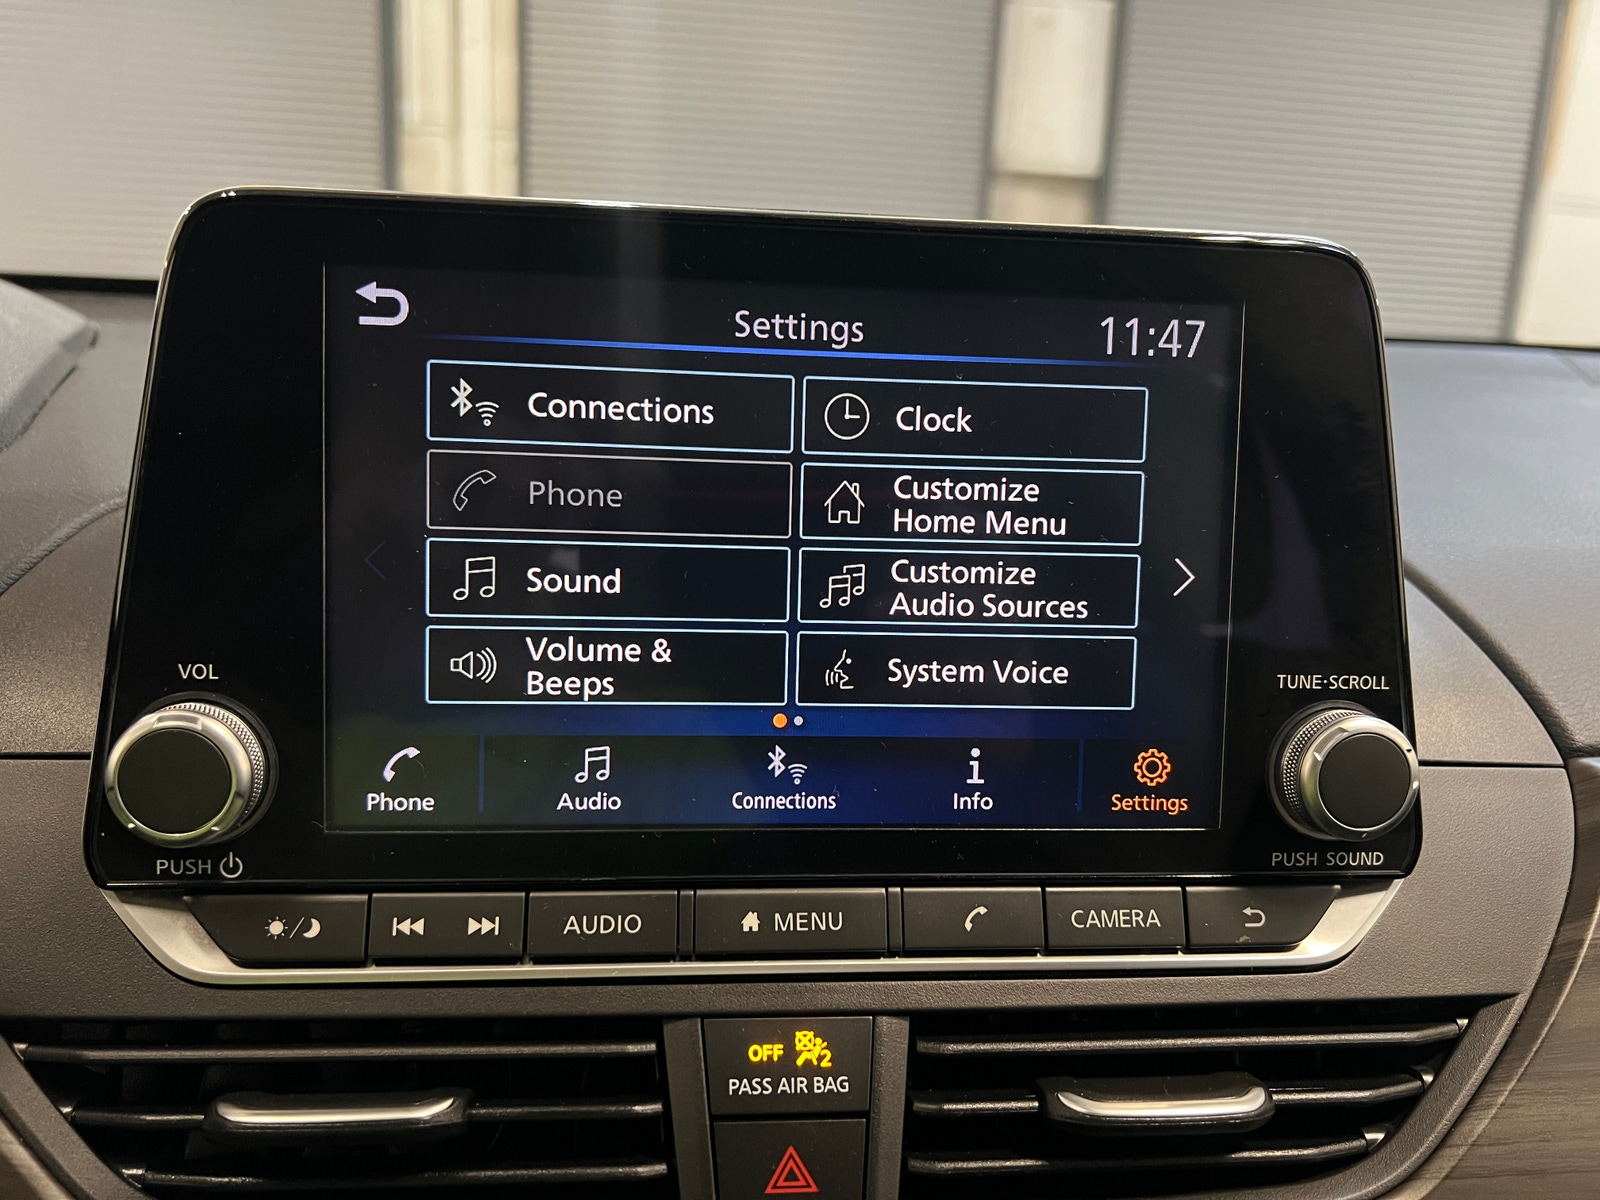 Settings
11:47
Connections
Clock
Phone
Customize
Home Menu
Sound
Customize
Audio Sources
Volume &
Beeps
System Voice
Phone
Audio
Connections
Info
Settings
VOL
PUSH
TUNE·SCROLL
PUSH SOUND
AUDIO
MENU
CAMERA
OFF
2
PASS AIR BAG